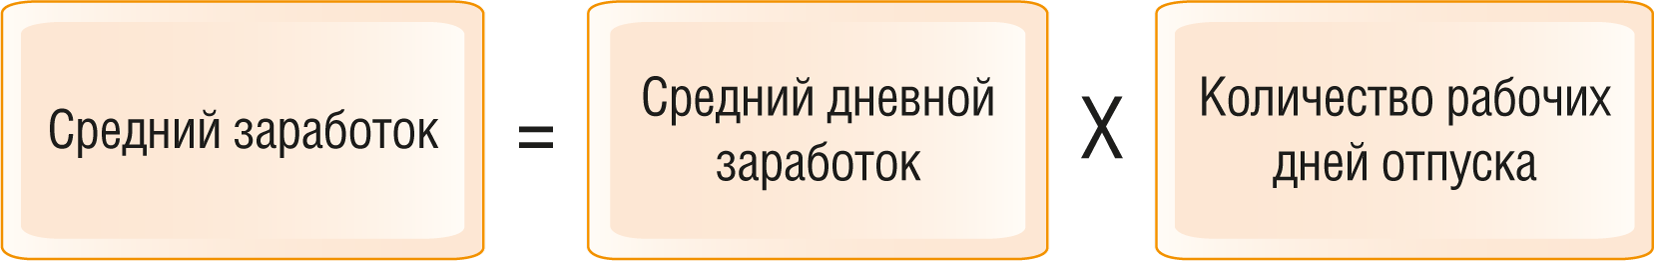 Средний заработок
=
Средний дневной
заработок
X
Количество рабочих
дней отпуска